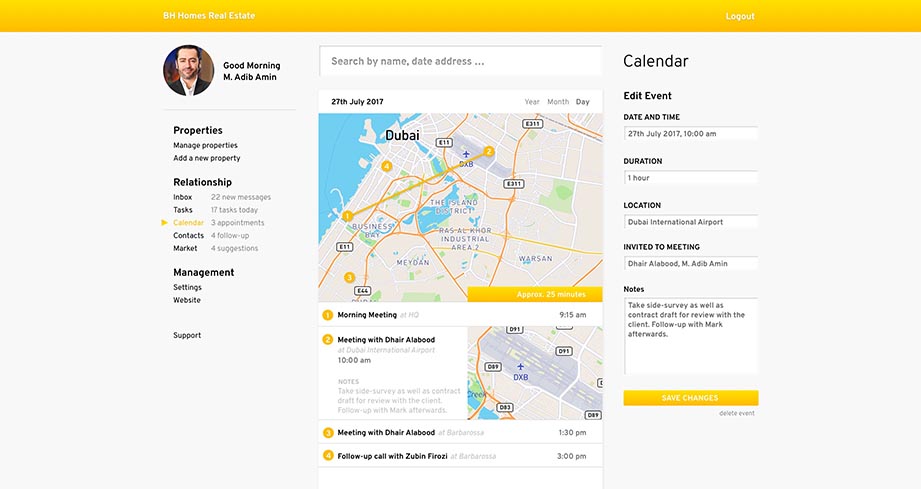 BH Homes Real Estate
Logout
Good Morning
M. Adib Amin
Properties
Manage properties
Add a new property
Relationship
Inbox 22 new messages
Tasks 17 tasks today
Calendar 3 appointments
Contacts 4 follow-up
Market 4 suggestions
Management
Settings
Website
Support
Search by name, date address ...
27th July 2017 Year Month Day
E311
Dubai
E11
2
DXB
4
E311
THE ISLAND
DISTRICT
1
BUSINESS
BAY
RAS AL KHOR
INDUSTRIAL
AREA 2
E11
MEYDAN
WARSAN
3
E44
Approx. 25 minutes
1 Morning Meeting at HQ 9:15 am
2 Meeting with Dhair Alabood
at Dubai International Airport
10:00 am
NOTES
Take side-survey as well as contract
draft for review with the client.
Follow-up with Mark afterwards.
D91
D91
D91
D89
DXB
Creek
D83
D89
3 Meeting with Dhair Alabood at Barbarossa 1:30 pm
4 Follow-up call with Zubin Firozi at Barbarossa 3:00 pm
Calendar
Edit Event
DATE AND TIME
27th July 2017, 10:00 am
DURATION
1 hour
LOCATION
Dubai International Airport
INVITED TO MEETING
Dhair Alabood, M. Adib Amin
Notes
Take side-survey as well as
contract draft for review with the
client. Follow-up with Mark
afterwards.
SAVE CHANGES
delete event